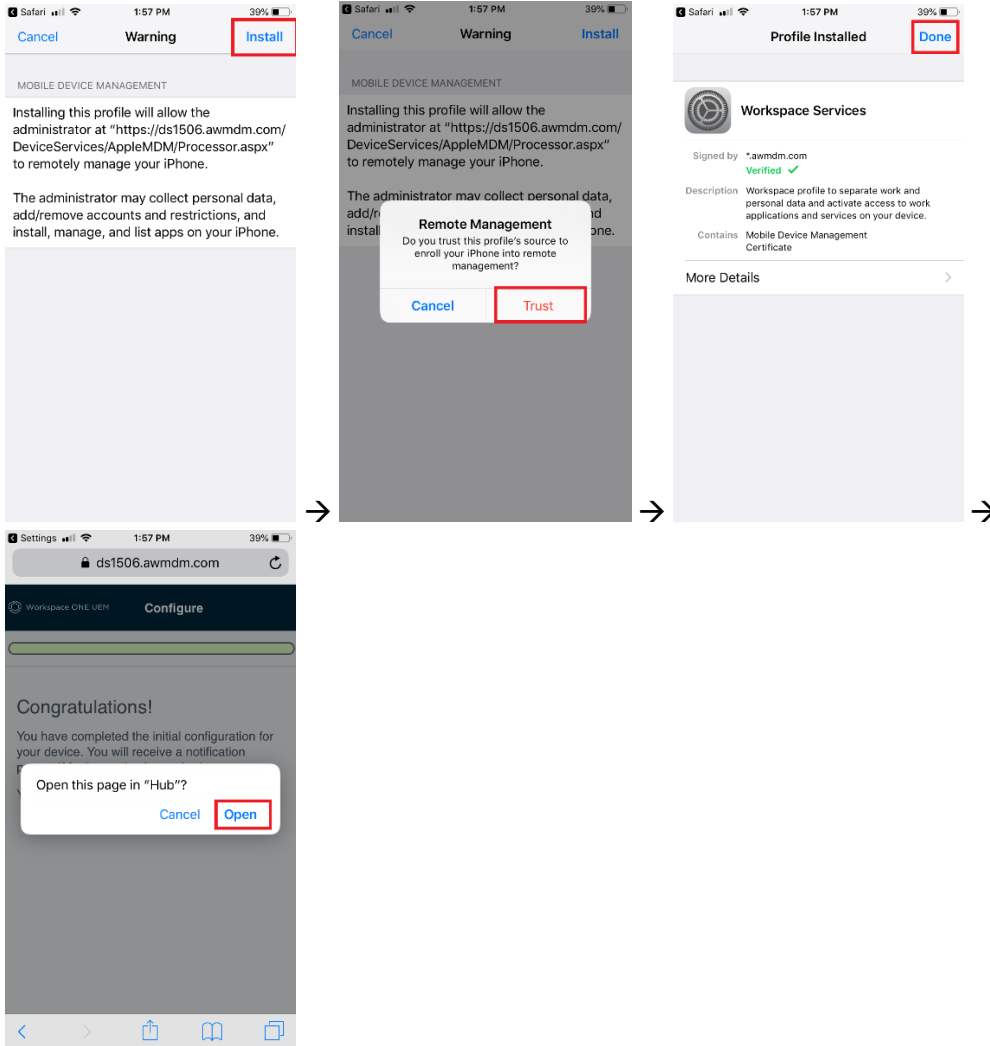 Safari 1:57 PM 39%
Cancel Warning Install
MOBILE DEVICE MANAGEMENT
Installing this profile will allow the
administrator at “https://ds1506.awmdm.com/
DeviceServices/AppleMDM/Processor.aspx”
to remotely manage your iPhone.
The administrator may collect personal data,
add/remove accounts and restrictions, and
install, manage, and list apps on your iPhone.
→
Safari 1:57 PM 39%
Cancel Warning Install
MOBILE DEVICE MANAGEMENT
Installing this profile will allow the
administrator at “https://ds1506.awmdm.com/
DeviceServices/AppleMDM/Processor.aspx”
to remotely manage your iPhone.
The administrator may collect personal data,
Remote Management
Do you trust this profile's source to
enroll your iPhone into remote
management?
Cancel Trust
→
Safari 1:57 PM 39%
Profile Installed Done
Workspace Services
Signed by *.awmdm.com
Verified ✓
Description Workspace profile to separate work and
personal data and activate access to work
applications and services on your device.
Contains Mobile Device Management
Certificate
More Details
→
Settings 1:57 PM 39%
ds1506.awmdm.com
Workspace ONE UEM Configure
Congratulations!
You have completed the initial configuration for
your device. You will receive a notification
Open this page in “Hub”?
Cancel Open